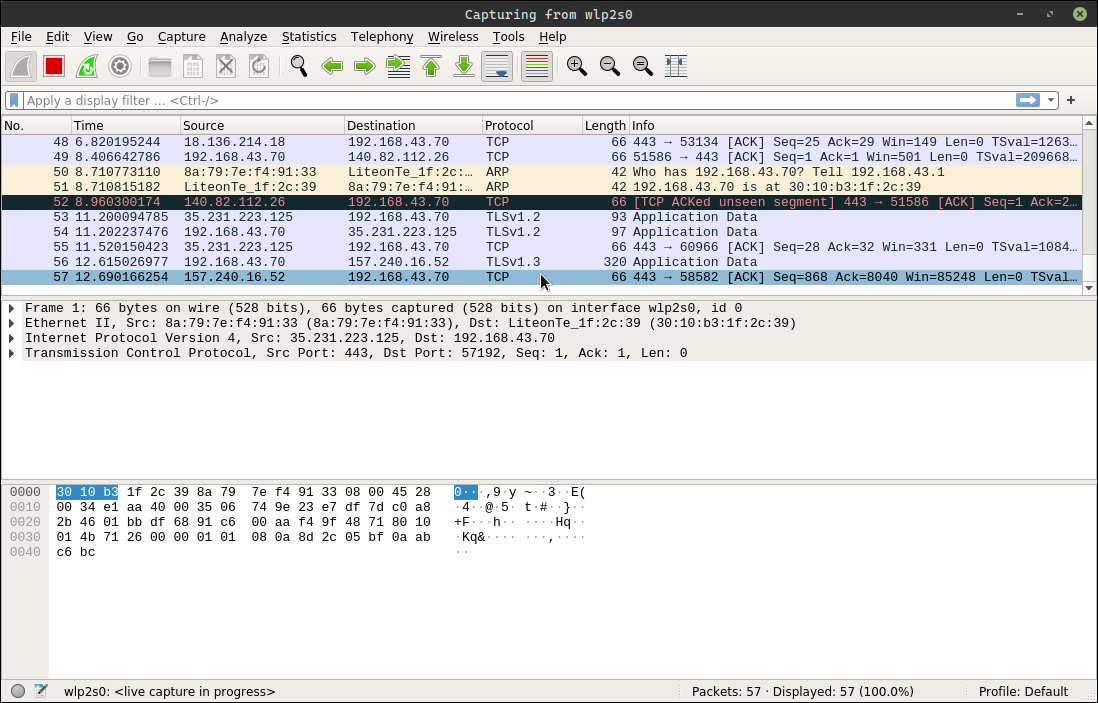 Capturing from wlp2s0
File Edit View Go Capture Analyze Statistics Telephony Wireless Tools Help
Apply a display filter … <Ctrl-/>
No. Time Source Destination Protocol Length Info
48 6.820195244 18.136.214.18 192.168.43.70 TCP 66 443 → 53134 [ACK] Seq=25 Ack=29 Win=149 Len=0 TSval=1263…
49 8.406642786 192.168.43.70 140.82.112.26 TCP 66 51586 → 443 [ACK] Seq=1 Ack=1 Win=501 Len=0 TSval=209668…
50 8.710773110 8a:79:7e:f4:91:33 LiteonTe_1f:2c:… ARP 42 Who has 192.168.43.70? Tell 192.168.43.1
51 8.710815182 LiteonTe_1f:2c:39 8a:79:7e:f4:91:… ARP 42 192.168.43.70 is at 30:10:b3:1f:2c:39
52 8.960300174 140.82.112.26 192.168.43.70 TCP 66 [TCP ACKed unseen segment] 443 → 51586 [ACK] Seq=1 Ack=2…
53 11.200094785 35.231.223.125 192.168.43.70 TLSv1.2 93 Application Data
54 11.202237476 192.168.43.70 35.231.223.125 TLSv1.2 97 Application Data
55 11.520150423 35.231.223.125 192.168.43.70 TCP 66 443 → 60966 [ACK] Seq=28 Ack=32 Win=331 Len=0 TSval=1084…
56 12.615026977 192.168.43.70 157.240.16.52 TLSv1.3 320 Application Data
57 12.690166254 157.240.16.52 192.168.43.70 TCP 66 443 → 58582 [ACK] Seq=868 Ack=8040 Win=85248 Len=0 TSval…
Frame 1: 66 bytes on wire (528 bits), 66 bytes captured (528 bits) on interface wlp2s0, id 0
Ethernet II, Src: 8a:79:7e:f4:91:33 (8a:79:7e:f4:91:33), Dst: LiteonTe_1f:2c:39 (30:10:b3:1f:2c:39)
Internet Protocol Version 4, Src: 35.231.223.125, Dst: 192.168.43.70
Transmission Control Protocol, Src Port: 443, Dst Port: 57192, Seq: 1, Ack: 1, Len: 0
0000 30 10 b3 1f 2c 39 8a 79 7e f4 91 33 08 00 45 28 0···,9·y ~··3··E(
0010 00 34 e1 aa 40 00 35 06 74 9e 23 e7 df 7d c0 a8 ·4··@·5· t·#··}··
0020 2b 46 01 bb df 68 91 c6 00 aa f4 9f 48 71 80 10 +F···h·· ····Hq··
0030 01 4b 71 26 00 00 01 01 08 0a 8d 2c 05 bf 0a ab ·Kq&···· ···,····
0040 c6 bc ··
wlp2s0: <live capture in progress> Packets: 57 · Displayed: 57 (100.0%) Profile: Default